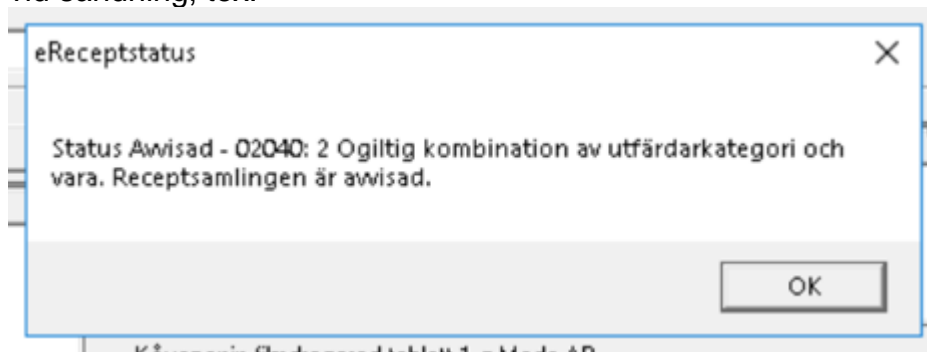 eReceptstatus
Status Avvisad - 02040: 2 Ogiltig kombination av utfärdarkategori och
vara. Receptsamlingen är avvisad.
OK